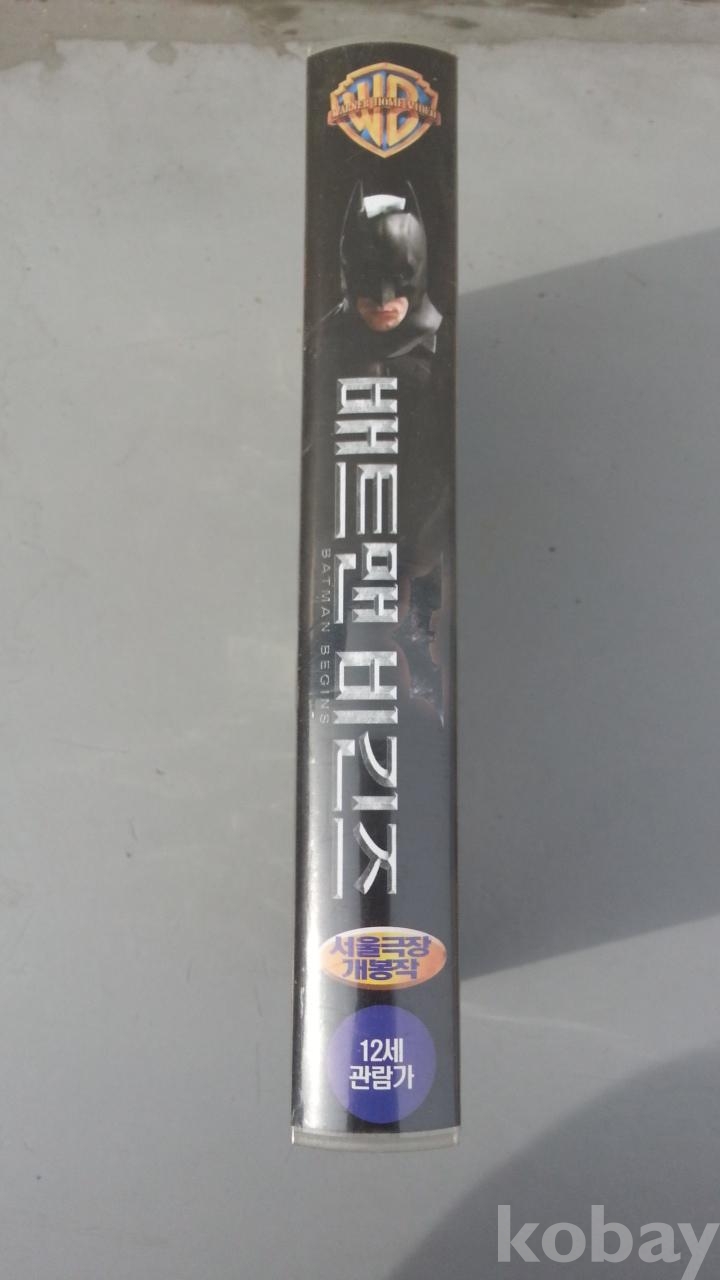 WB
WARNER HOME VIDEO
배트맨 비긴즈
BATMAN BEGINS
서울극장
개봉작
12세
관람가
kobay